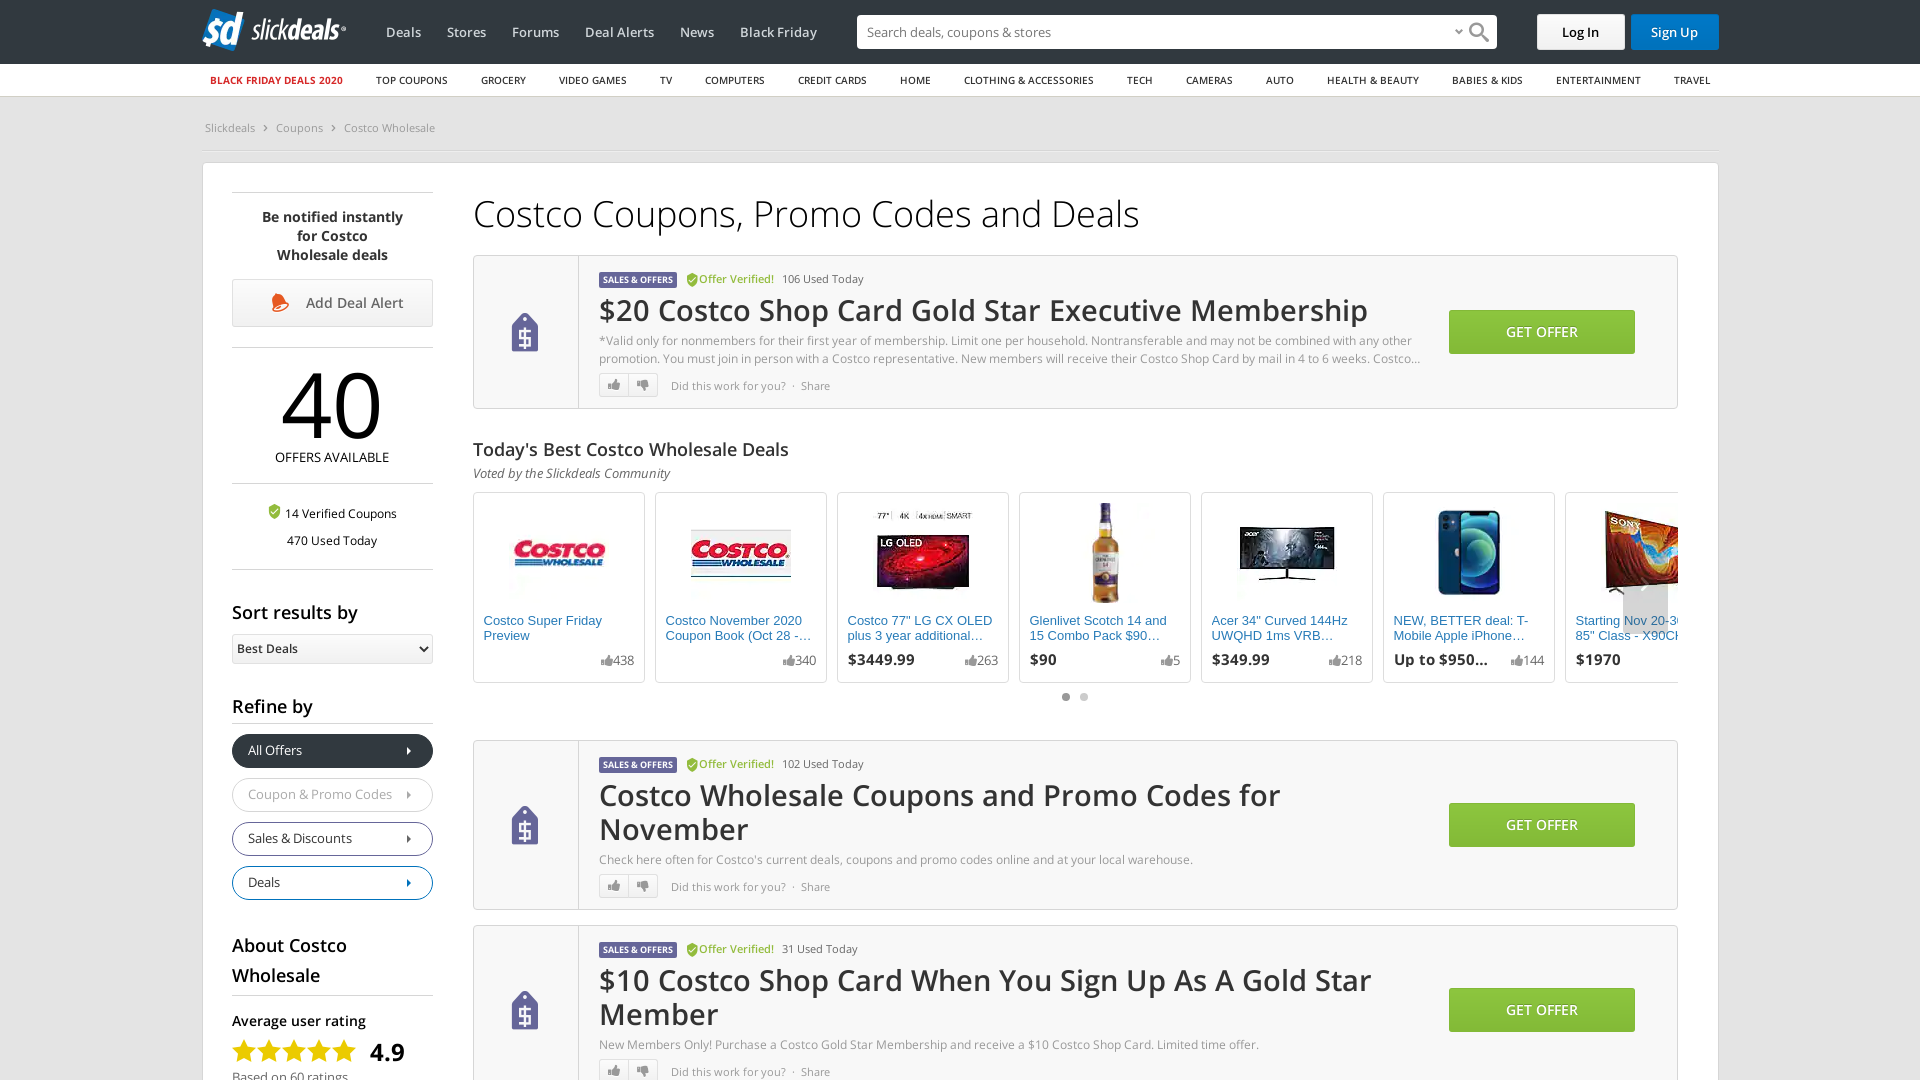 slickdeals
Deals
Stores
Forums
Deal Alerts
News
Black Friday
Search deals, coupons & stores
Log In
Sign Up
BLACK FRIDAY DEALS 2020
TOP COUPONS
GROCERY
VIDEO GAMES
TV
COMPUTERS
CREDIT CARDS
HOME
CLOTHING & ACCESSORIES
TECH
CAMERAS
AUTO
HEALTH & BEAUTY
BABIES & KIDS
ENTERTAINMENT
TRAVEL
Slickdeals
Coupons
Costco Wholesale
Be notified instantly
for Costco
Wholesale deals
Add Deal Alert
40
OFFERS AVAILABLE
14 Verified Coupons
470 Used Today
Sort results by
Best Deals
Refine by
All Offers
Coupon & Promo Codes
Sales & Discounts
Deals
About Costco
Wholesale
Average user rating
4.9
Based on 60 ratings
Costco Coupons, Promo Codes and Deals
SALES & OFFERS Offer Verified! 106 Used Today
$20 Costco Shop Card Gold Star Executive Membership
*Valid only for nonmembers for their first year of membership. Limit one per household. Nontransferable and may not be combined with any other
promotion. You must join in person with a Costco representative. New members will receive their Costco Shop Card by mail in 4 to 6 weeks. Costco...
Did this work for you? · Share
GET OFFER
Today's Best Costco Wholesale Deals
Voted by the Slickdeals Community
COSTCO
WHOLESALE
Costco Super Friday
Preview
438
COSTCO
WHOLESALE
Costco November 2020
Coupon Book (Oct 28 -...
340
77" 4K 4x HDMI SMART
LG OLED
Costco 77" LG CX OLED
plus 3 year additional...
$3449.99
263
Glenlivet Scotch 14 and
15 Combo Pack $90...
$90
5
acer
Acer 34" Curved 144Hz
UWQHD 1ms VRB...
$349.99
218
NEW, BETTER deal: T-
Mobile Apple iPhone...
Up to $950...
144
SONY
Starting Nov 20-3
85" Class - X90CH
$1970
SALES & OFFERS Offer Verified! 102 Used Today
Costco Wholesale Coupons and Promo Codes for
November
Check here often for Costco's current deals, coupons and promo codes online and at your local warehouse.
Did this work for you? · Share
GET OFFER
SALES & OFFERS Offer Verified! 31 Used Today
$10 Costco Shop Card When You Sign Up As A Gold Star
Member
New Members Only! Purchase a Costco Gold Star Membership and receive a $10 Costco Shop Card. Limited time offer.
Did this work for you? · Share
GET OFFER